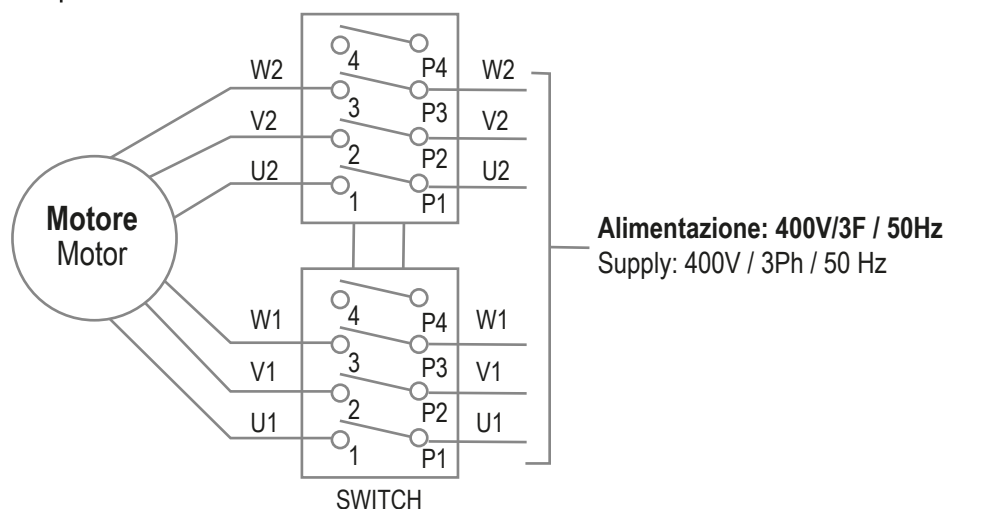 4 P4
W2 W2
3 P3
V2 V2
2 P2
U2 U2
1 P1
Motore
Motor
Alimentazione: 400V/3F / 50Hz
Supply: 400V / 3Ph / 50 Hz
4 P4
W1 W1
3 P3
V1 V1
2 P2
U1 U1
1 P1
SWITCH